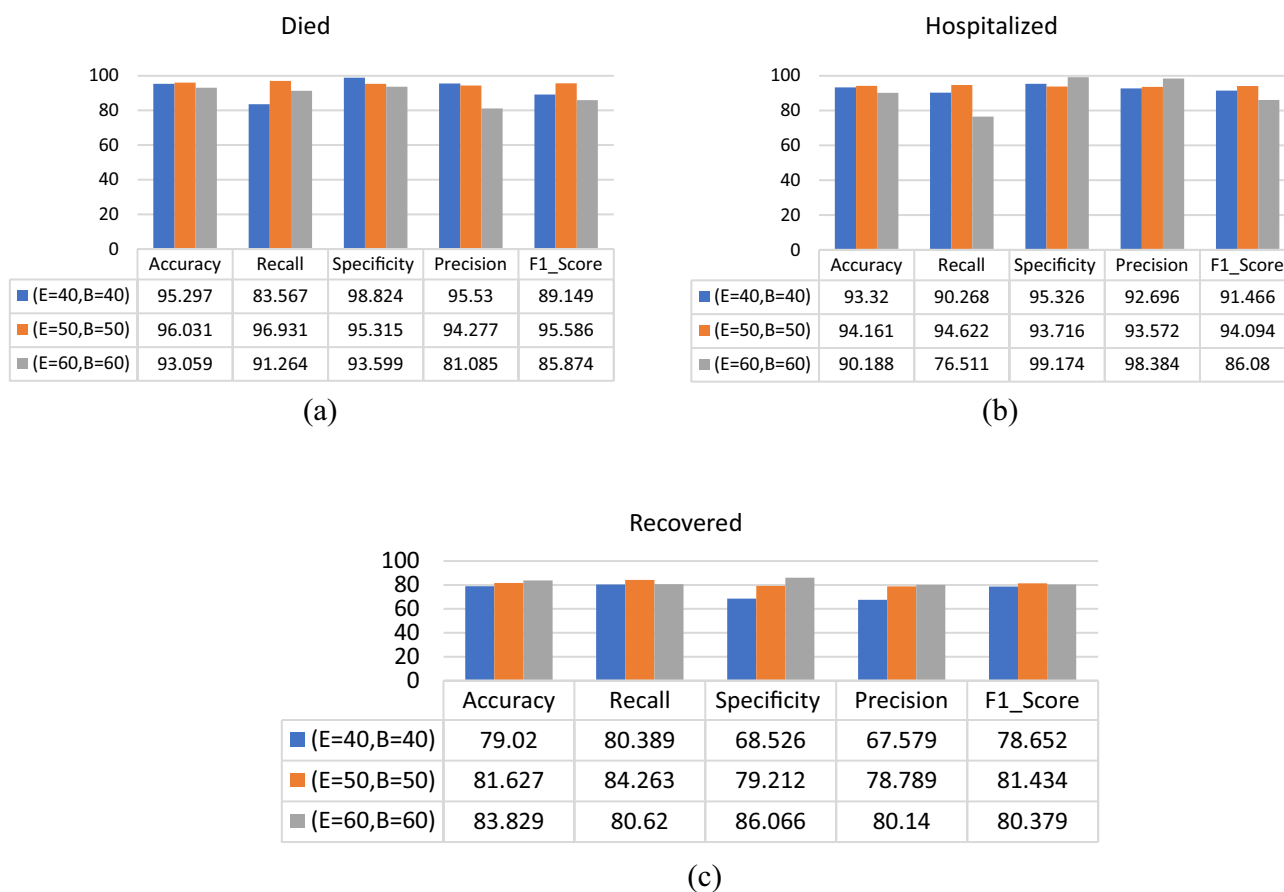 Died
100
80
60
40
20
0
Accuracy Recall Specificity Precision F1_Score
(E=40,B=40) 95.297 83.567 98.824 95.53 89.149
(E=50,B=50) 96.031 96.931 95.315 94.277 95.586
(E=60,B=60) 93.059 91.264 93.599 81.085 85.874
(a)
Hospitalized
100
80
60
40
20
0
Accuracy Recall Specificity Precision F1_Score
(E=40,B=40) 93.32 90.268 95.326 92.696 91.466
(E=50,B=50) 94.161 94.622 93.716 93.572 94.094
(E=60,B=60) 90.188 76.511 99.174 98.384 86.08
(b)
Recovered
100
80
60
40
20
0
Accuracy Recall Specificity Precision F1_Score
(E=40,B=40) 79.02 80.389 68.526 67.579 78.652
(E=50,B=50) 81.627 84.263 79.212 78.789 81.434
(E=60,B=60) 83.829 80.62 86.066 80.14 80.379
(c)